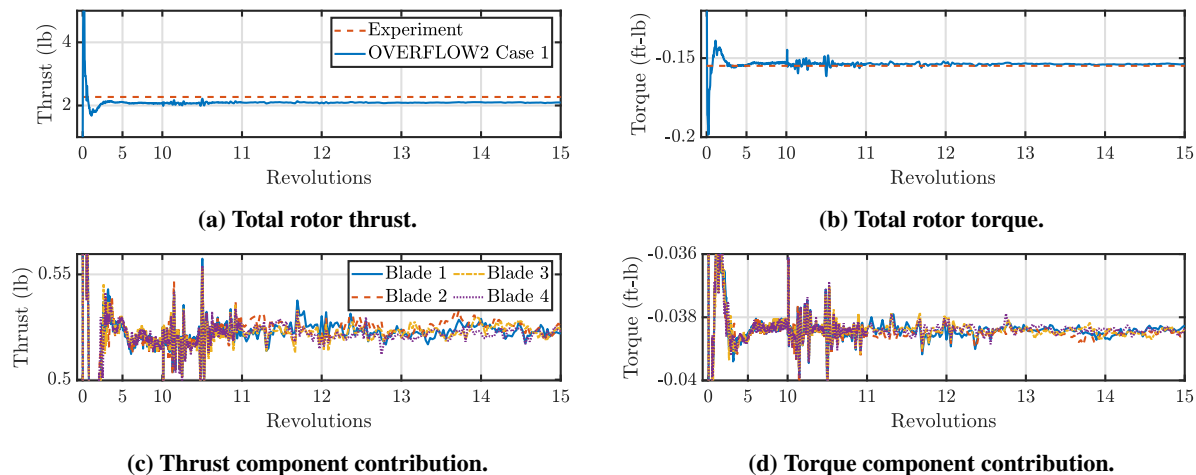 Thrust (lb)
4
2
Experiment
OVERFLOW2 Case 1
0 5 10 11 12 13 14 15
Revolutions
(a) Total rotor thrust.
Torque (ft-lb)
-0.15
-0.2
0 5 10 11 12 13 14 15
Revolutions
(b) Total rotor torque.
Thrust (lb)
0.55
0.5
Blade 1 Blade 3
Blade 2 Blade 4
0 5 10 11 12 13 14 15
Revolutions
(c) Thrust component contribution.
Torque (ft-lb)
-0.036
-0.038
-0.04
0 5 10 11 12 13 14 15
Revolutions
(d) Torque component contribution.